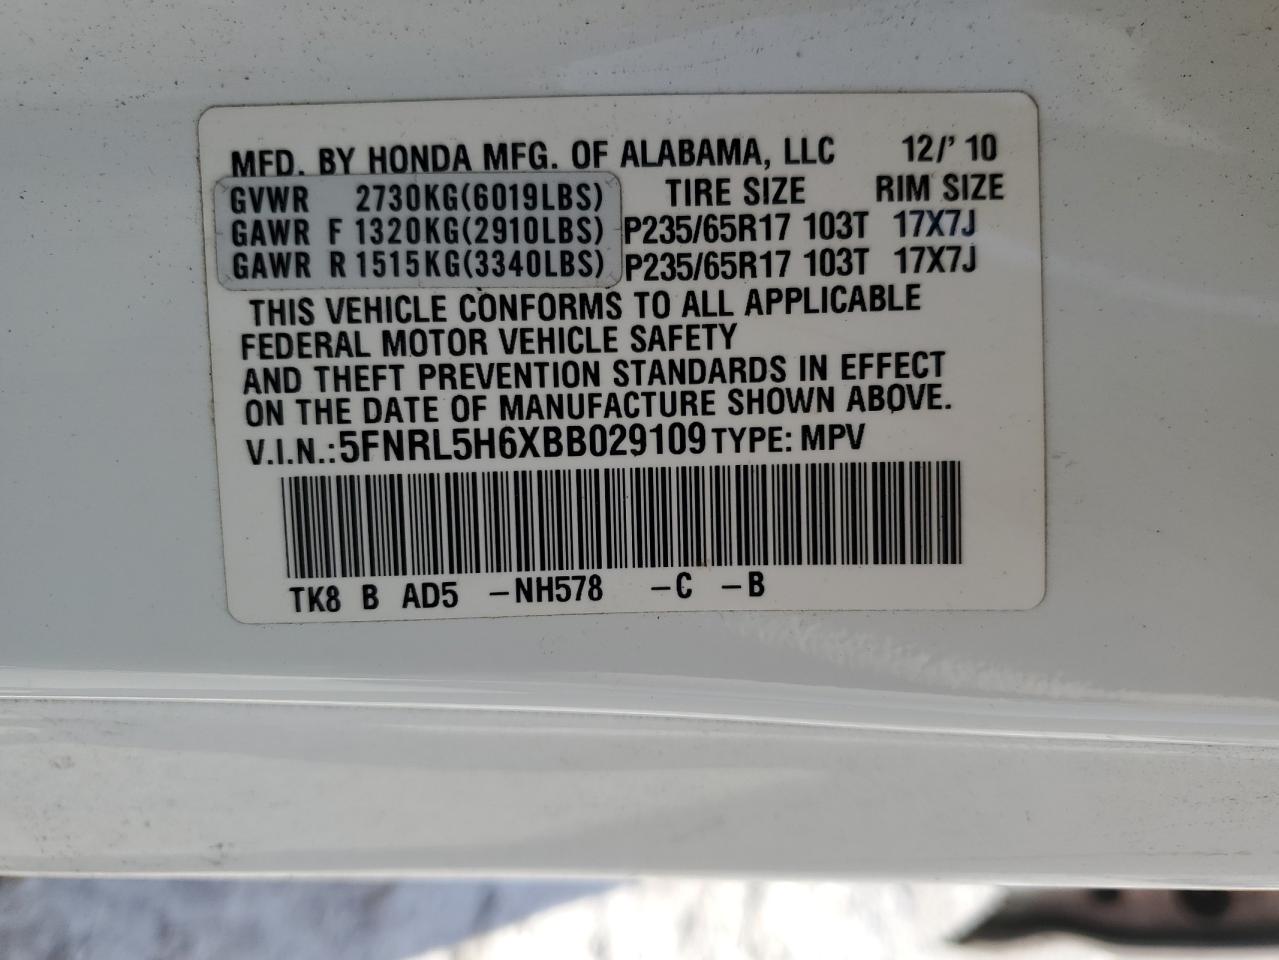 MFD. BY HONDA MFG. OF ALABAMA, LLC 12/' 10
GVWR 2730KG(6019LBS) TIRE SIZE RIM SIZE
GAWR F 1320KG(2910LBS) P235/65R17 103T 17X7J
GAWR R 1515KG(3340LBS) P235/65R17 103T 17X7J
THIS VEHICLE CONFORMS TO ALL APPLICABLE
FEDERAL MOTOR VEHICLE SAFETY
AND THEFT PREVENTION STANDARDS IN EFFECT
ON THE DATE OF MANUFACTURE SHOWN ABOVE.
V.I.N.: 5FNRL5H6XBB029109 TYPE: MPV
TK8 B AD5 -NH578 -C -B